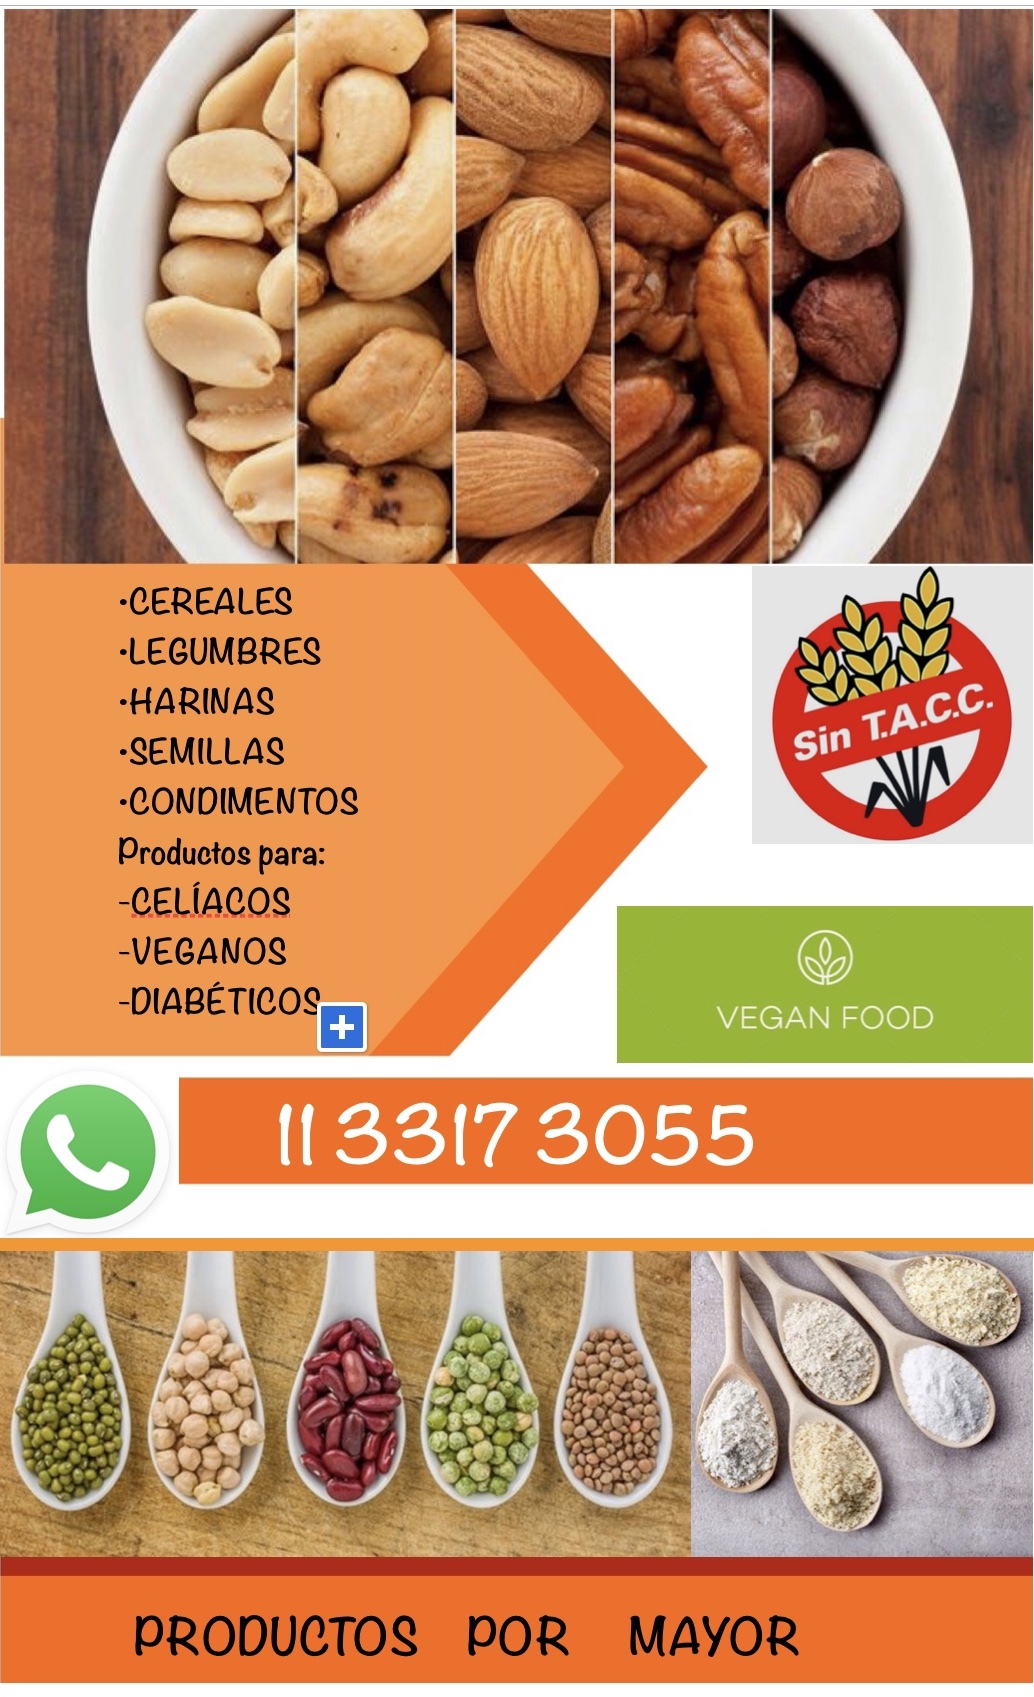 •CEREALES
•LEGUMBRES
•HARINAS
•SEMILLAS
•CONDIMENTOS
Productos para:
-CELÍACOS
-VEGANOS
-DIABÉTICOS
Sin T.A.C.C.
VEGAN FOOD
11 3317 3055
PRODUCTOS POR MAYOR